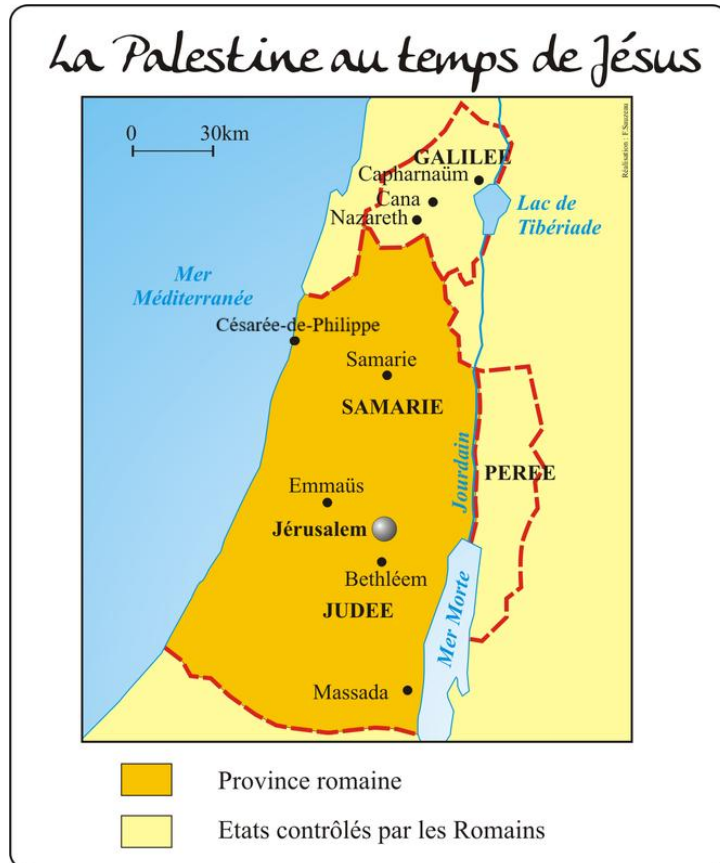 La Palestine au temps de Jésus
0 30km
Réalisation : F.Sauzeau
GALILEE
Capharnaüm
Cana
Nazareth
Lac de
Tibériade
Mer
Méditerranée
Césarée-de-Philippe
Samarie
SAMARIE
Jourdain
PEREE
Emmaüs
Jérusalem
Bethléem
JUDEE
Mer Morte
Massada
Province romaine
Etats contrôlés par les Romains